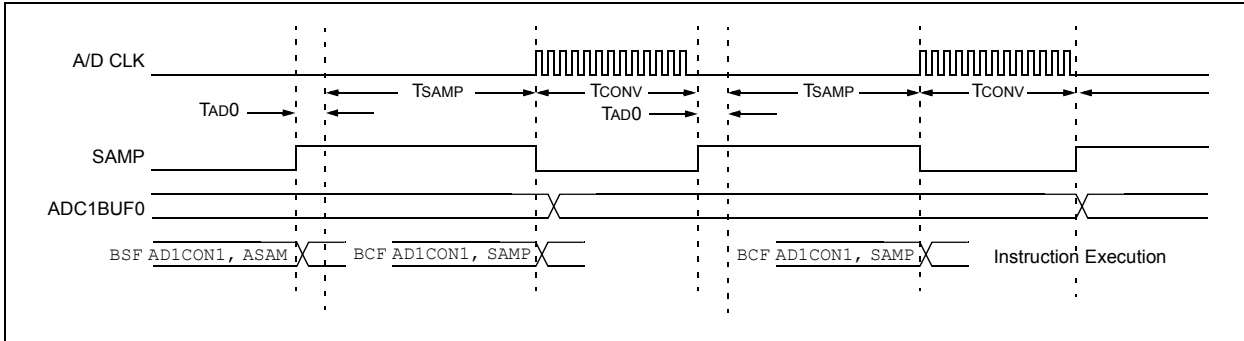 A/D CLK
TSAMP TCONV TSAMP TCONV
TAD0 TAD0
SAMP
ADC1BUF0
BSF AD1CON1, ASAM BCF AD1CON1, SAMP BCF AD1CON1, SAMP Instruction Execution